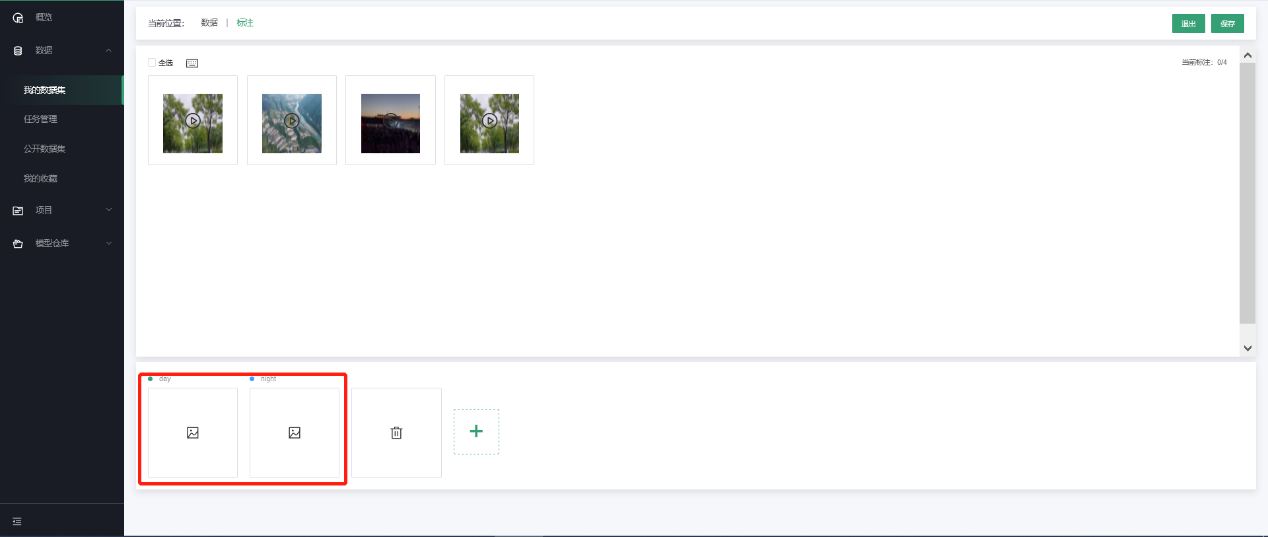 概览
数据
我的数据集
任务管理
公开数据集
我的收藏
项目
模型仓库
当前位置： 数据 | 标注
退出 保存
全选
当前标注：0/4
day night